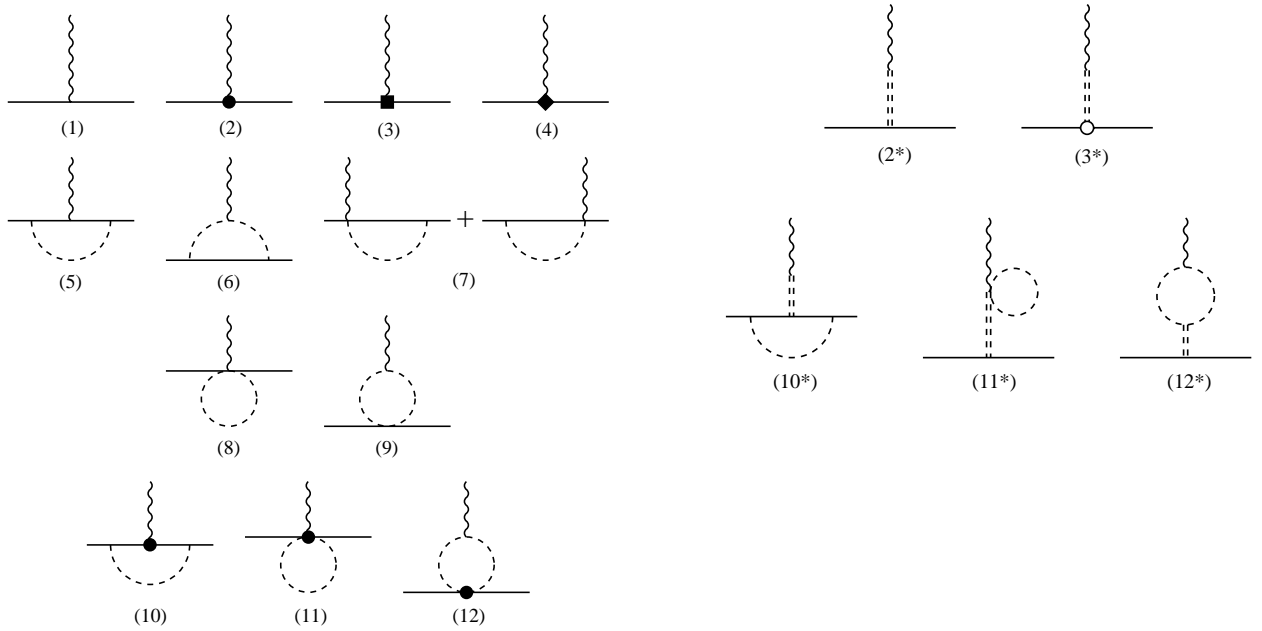 (1) (2) (3) (4)
(2*) (3*)
(5) (6) + (7)
(10*) (11*) (12*)
(8) (9)
(10) (11) (12)